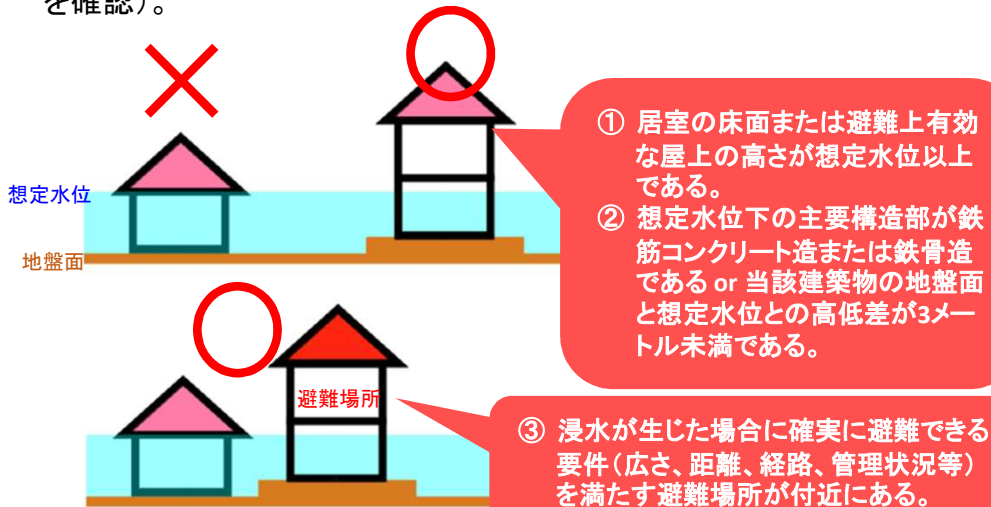 を確認）。
① 居室の床面または避難上有効
な屋上の高さが想定水位以上
である。
② 想定水位下の主要構造部が鉄
筋コンクリート造または鉄骨造
である or 当該建築物の地盤面
と想定水位との高低差が3メー
トル未満である。
想定水位
地盤面
避難場所
③ 浸水が生じた場合に確実に避難できる
要件（広さ、距離、経路、管理状況等）
を満たす避難場所が付近にある。